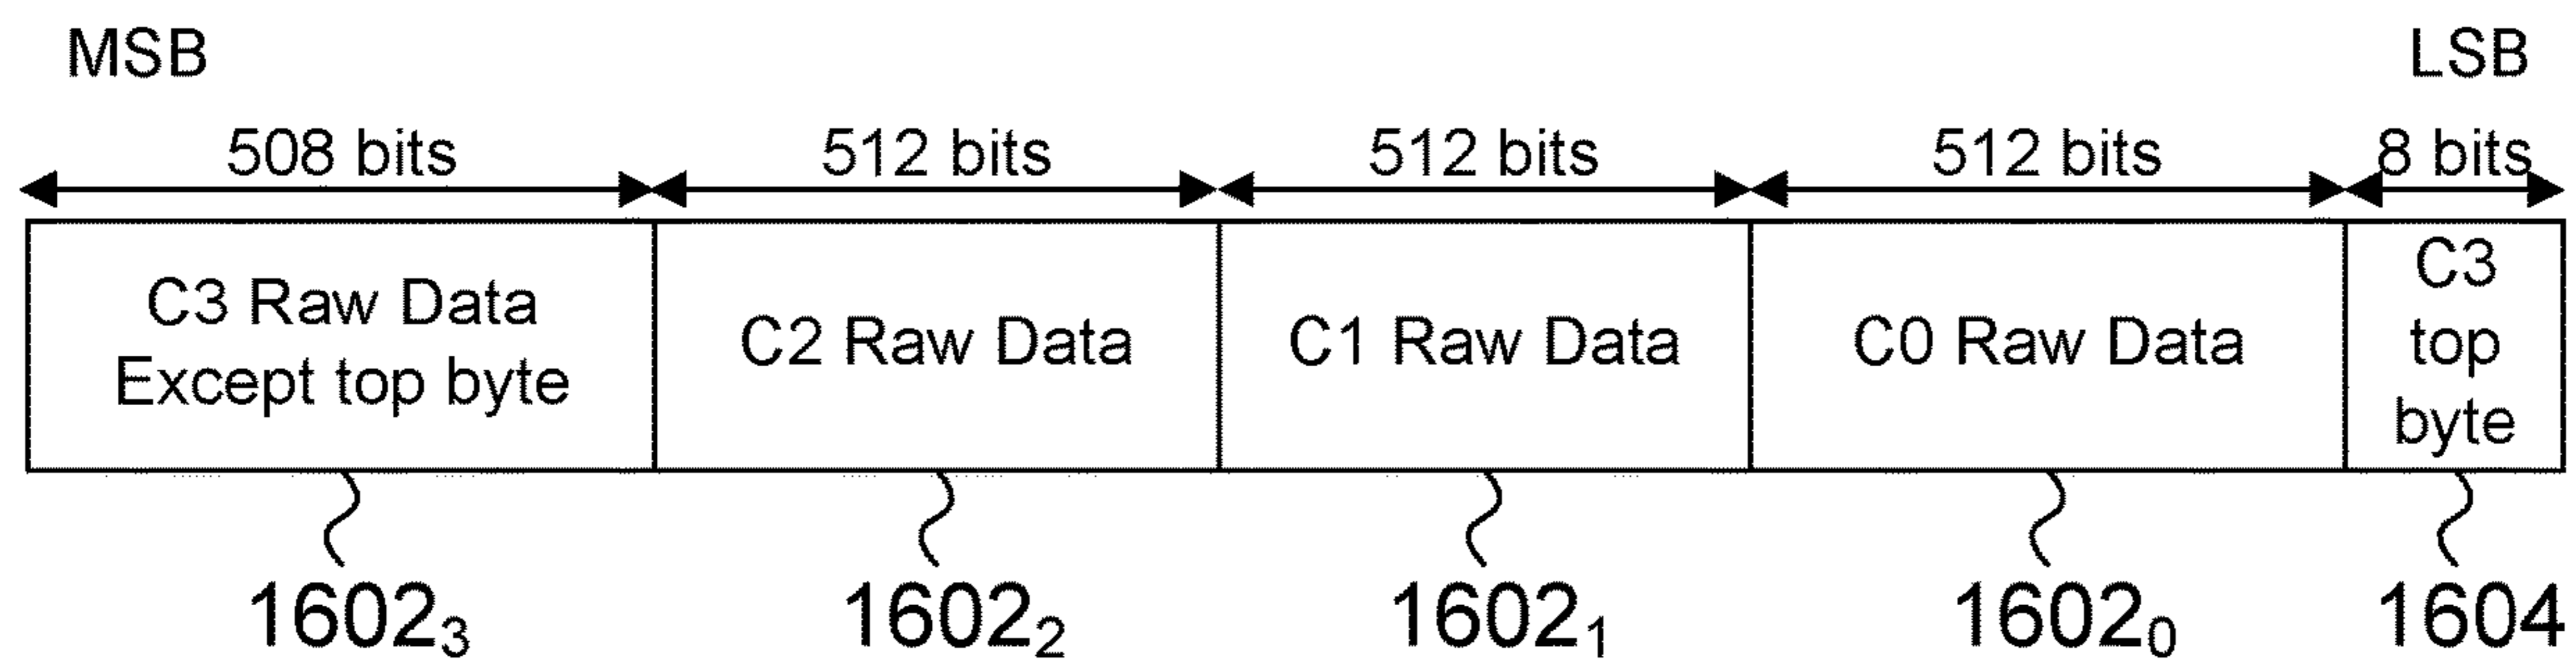 MSB LSB
508 bits 512 bits 512 bits 512 bits 8 bits
C3 Raw Data
Except top byte
C2 Raw Data
C1 Raw Data
C0 Raw Data
C3
top
byte
1602₃ 1602₂ 1602₁ 1602₀ 1604